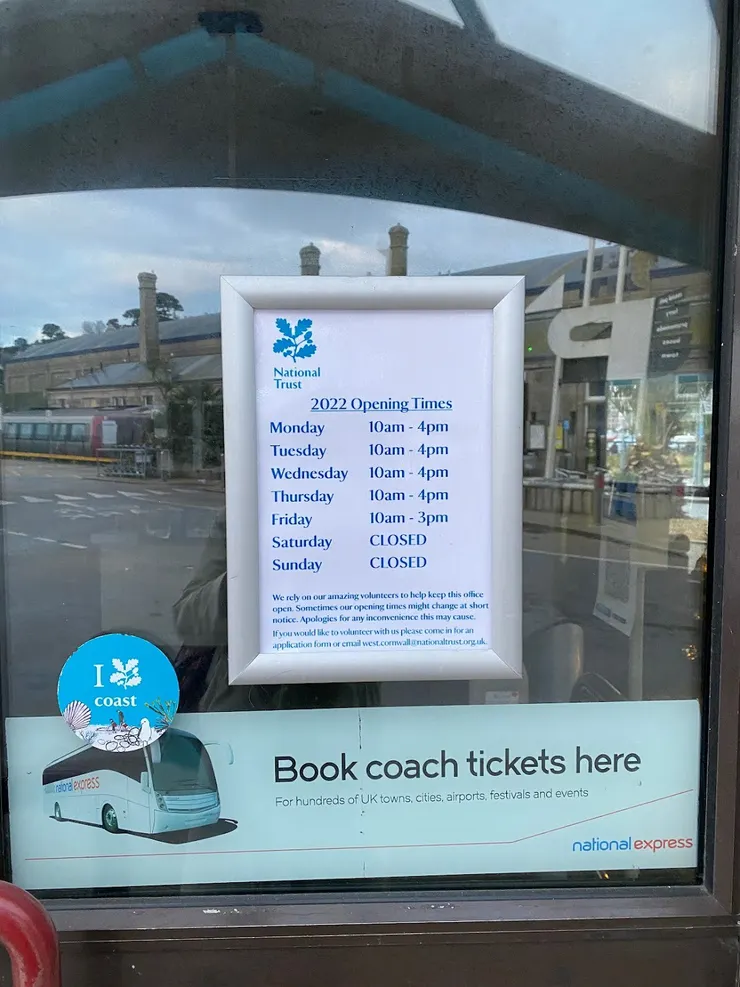 National
Trust
2022 Opening Times
Monday 10am - 4pm
Tuesday 10am - 4pm
Wednesday 10am - 4pm
Thursday 10am - 4pm
Friday 10am - 3pm
Saturday CLOSED
Sunday CLOSED
We rely on our amazing volunteers to help keep this office
open. Sometimes our opening times might change at short
notice. Apologies for any inconvenience this may cause.
If you would like to volunteer with us please come in for an
application form or email west.cornwall@nationaltrust.org.uk.
I
coast
national express
Book coach tickets here
For hundreds of UK towns, cities, airports, festivals and events
national express